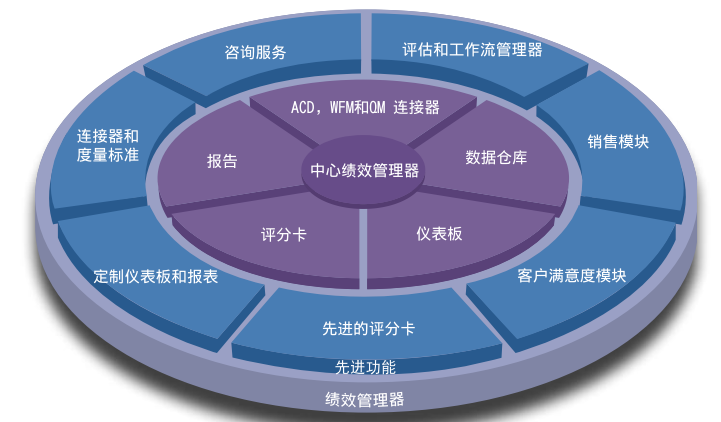 咨询服务
评估和工作流管理器
连接器和
度量标准
ACD，WFM和QM 连接器
销售模块
报告
中心绩效管理器
数据仓库
评分卡
仪表板
定制仪表板和报表
客户满意度模块
先进的评分卡
先进功能
绩效管理器